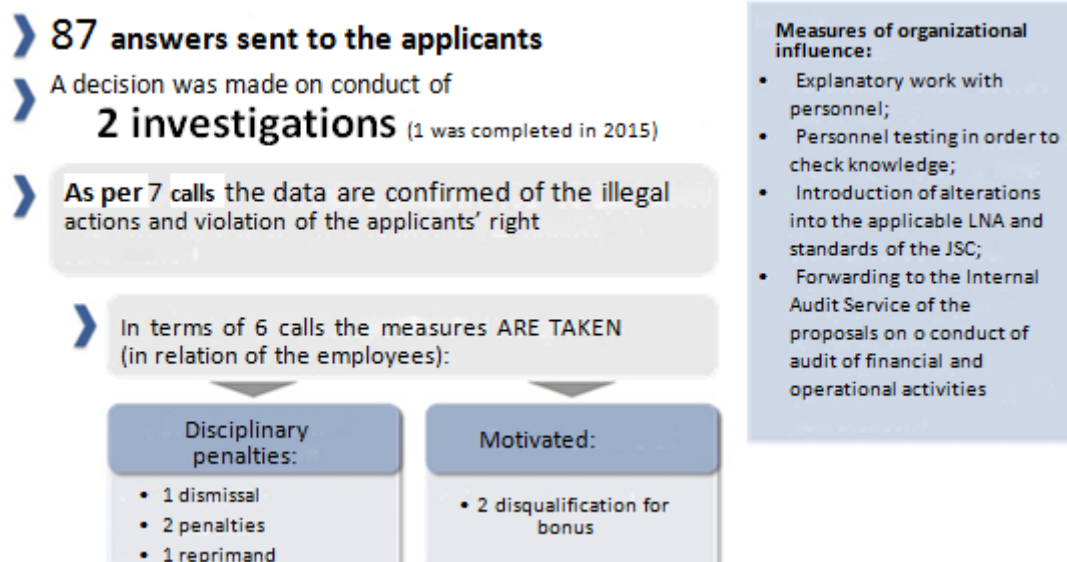 87 answers sent to the applicants
A decision was made on conduct of
2 investigations (1 was completed in 2015)
As per 7 calls the data are confirmed of the illegal
actions and violation of the applicants’ right
In terms of 6 calls the measures ARE TAKEN
(in relation of the employees):
Disciplinary
penalties:
• 1 dismissal
• 2 penalties
• 1 reprimand
Motivated:
• 2 disqualification for
bonus
Measures of organizational
influence:
• Explanatory work with
personnel;
• Personnel testing in order to
check knowledge;
• Introduction of alterations
into the applicable LNA and
standards of the JSC;
• Forwarding to the Internal
Audit Service of the
proposals on o conduct of
audit of financial and
operational activities